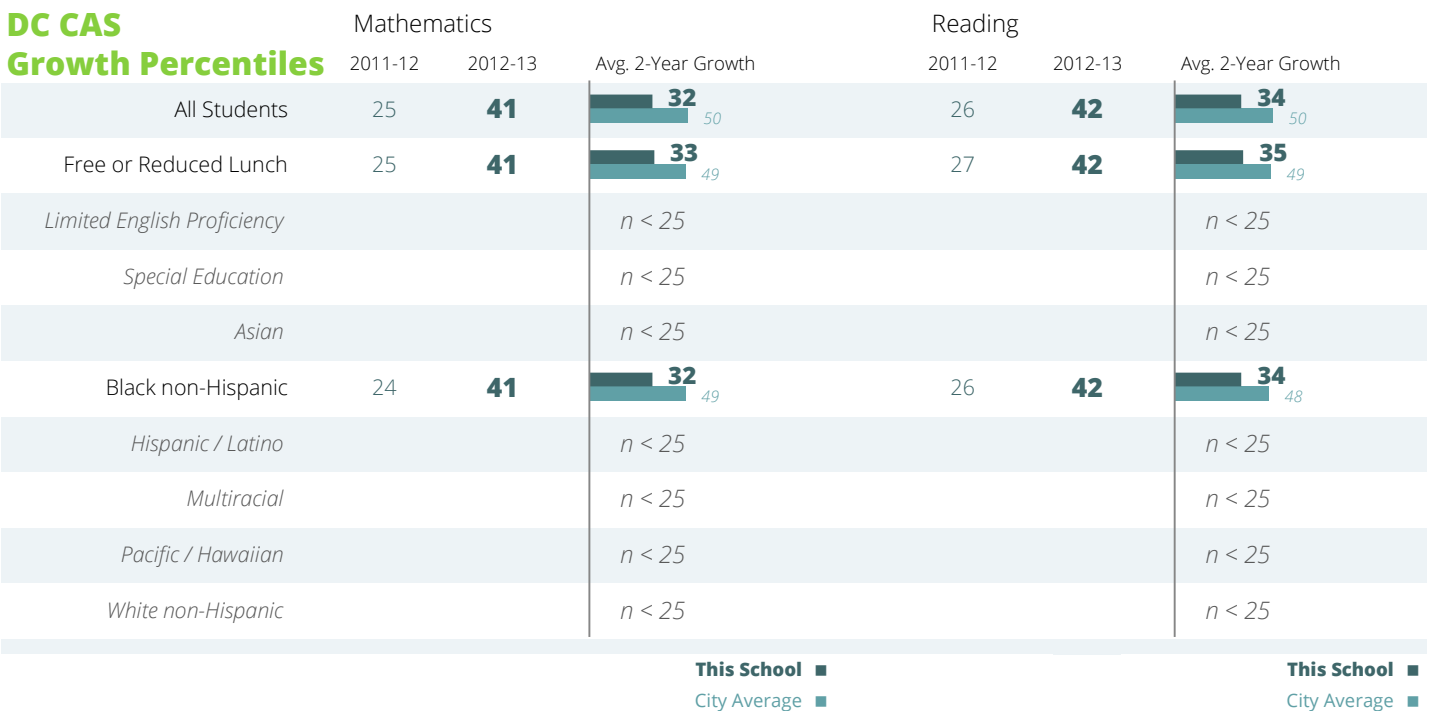 DC CAS
Growth Percentiles
Mathematics
Reading
2011-12 2012-13 Avg. 2-Year Growth 2011-12 2012-13 Avg. 2-Year Growth
All Students 25 41 32 50 26 42 34 50
Free or Reduced Lunch 25 41 33 49 27 42 35 49
Limited English Proficiency n < 25 n < 25
Special Education n < 25 n < 25
Asian n < 25 n < 25
Black non-Hispanic 24 41 32 49 26 42 34 48
Hispanic / Latino n < 25 n < 25
Multiracial n < 25 n < 25
Pacific / Hawaiian n < 25 n < 25
White non-Hispanic n < 25 n < 25
This School This School
City Average City Average